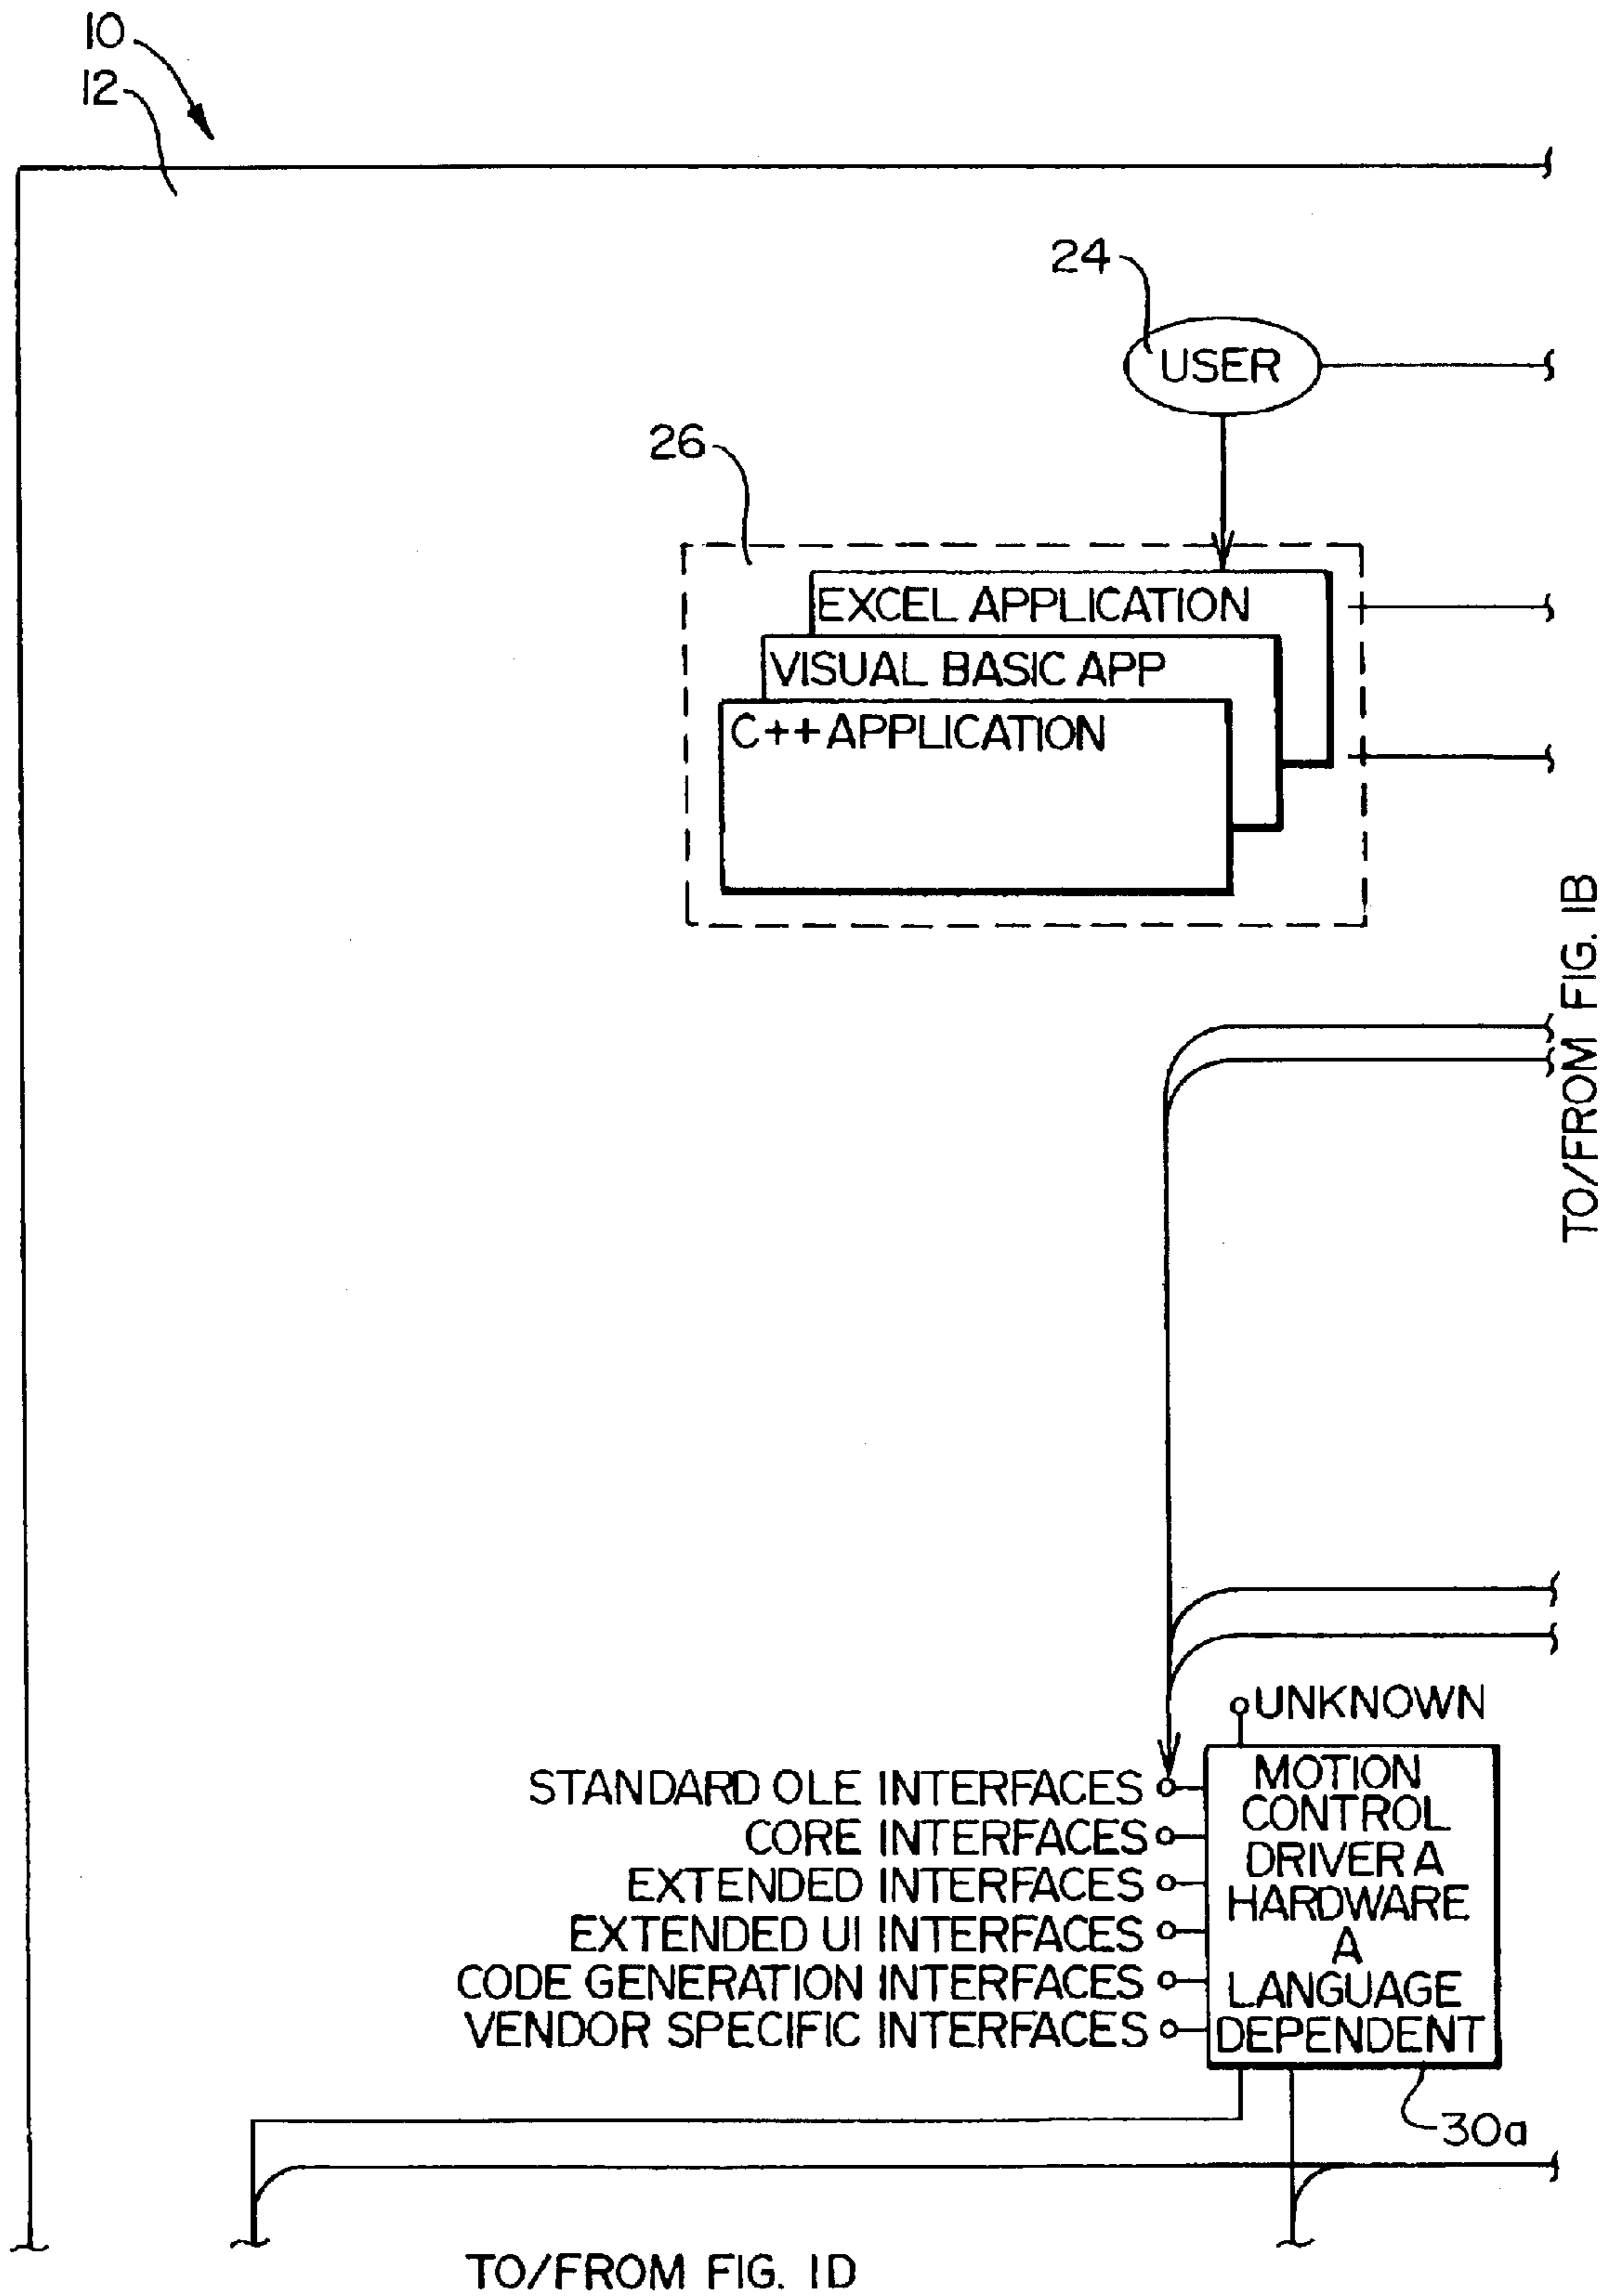 10
12
24
USER
26
EXCEL APPLICATION
VISUAL BASIC APP
C++ APPLICATION
TO/FROM FIG. 1B
UNKNOWN
STANDARD OLE INTERFACES
CORE INTERFACES
EXTENDED INTERFACES
EXTENDED UI INTERFACES
CODE GENERATION INTERFACES
VENDOR SPECIFIC INTERFACES
MOTION
CONTROL
DRIVER A
HARDWARE
A
LANGUAGE
DEPENDENT
30a
TO/FROM FIG. 1D